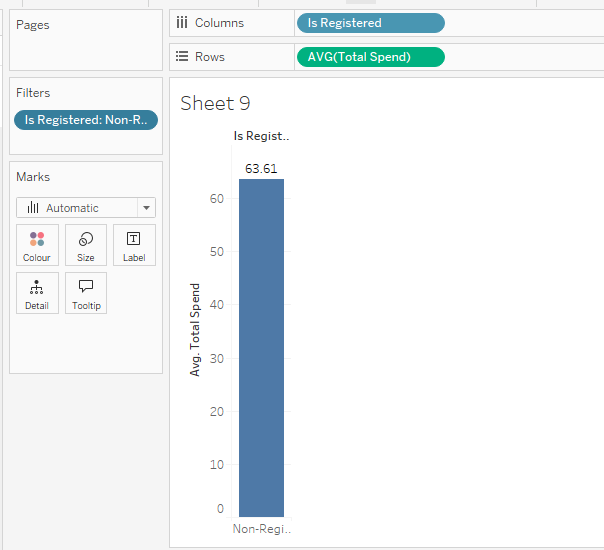 Pages
Columns
Is Registered
Rows
AVG(Total Spend)
Filters
Is Registered: Non-R..
Marks
Automatic
Colour
Size
Label
Detail
Tooltip
Sheet 9
Is Regist..
63.61
60
50
40
30
20
10
0
Avg. Total Spend
Non-Regi..